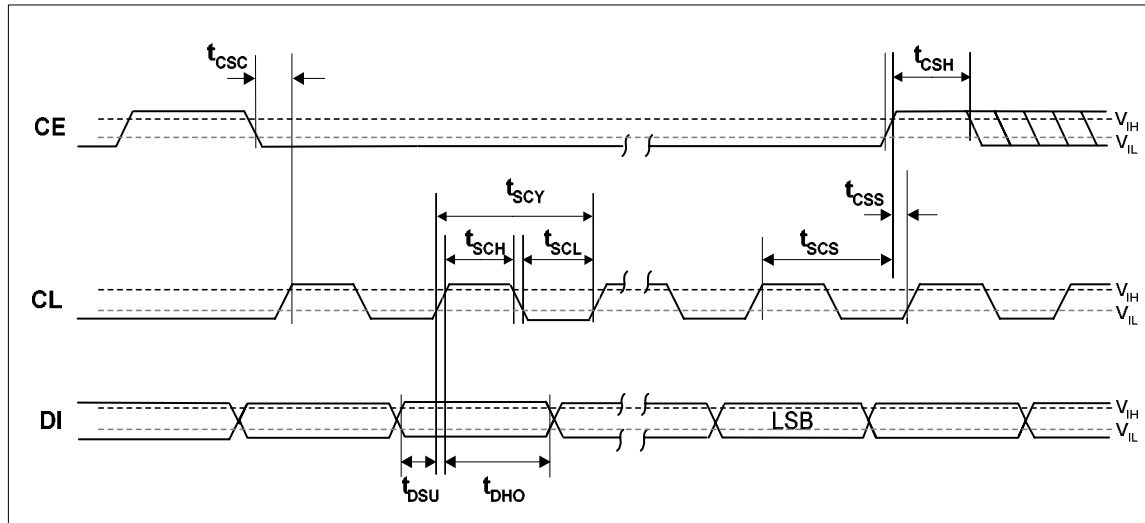 tCSC
tCSH
CE
VIH
VIL
tSCY
tCSS
tSCH
tSCL
tSCS
CL
VIH
VIL
DI
LSB
VIH
VIL
tDSU
tDHO